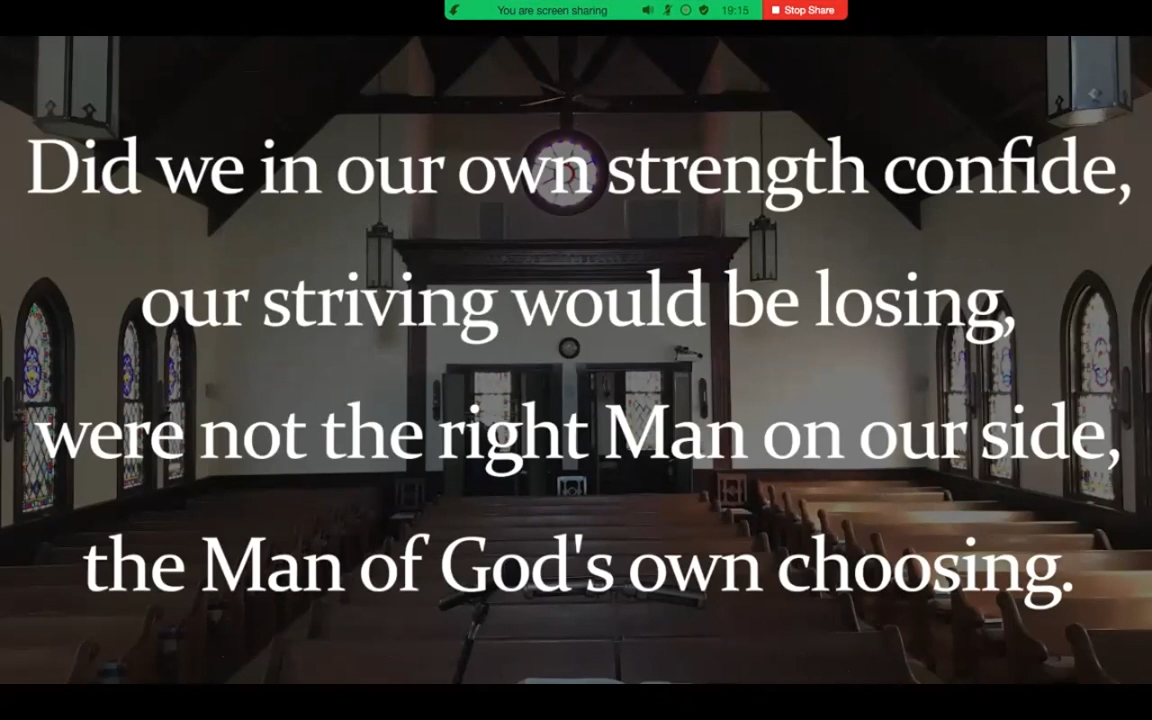 You are screen sharing 19:15 Stop Share
Did we in our own strength confide,
our striving would be losing,
were not the right Man on our side,
the Man of God's own choosing.